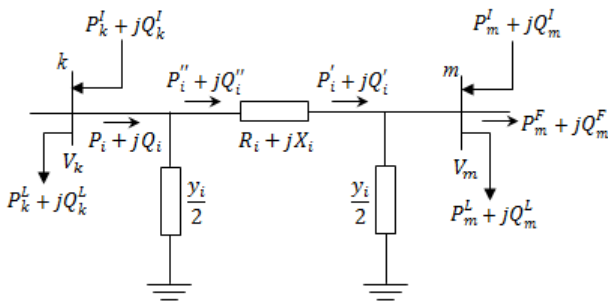 P_k^I + jQ_k^I
P_m^I + jQ_m^I
k
P_i^'' + jQ_i^''
P_i^' + jQ_i^'
m
P_i + jQ_i
R_i + jX_i
P_m^F + jQ_m^F
V_k
V_m
P_k^L + jQ_k^L
y_i/2
y_i/2
P_m^L + jQ_m^L